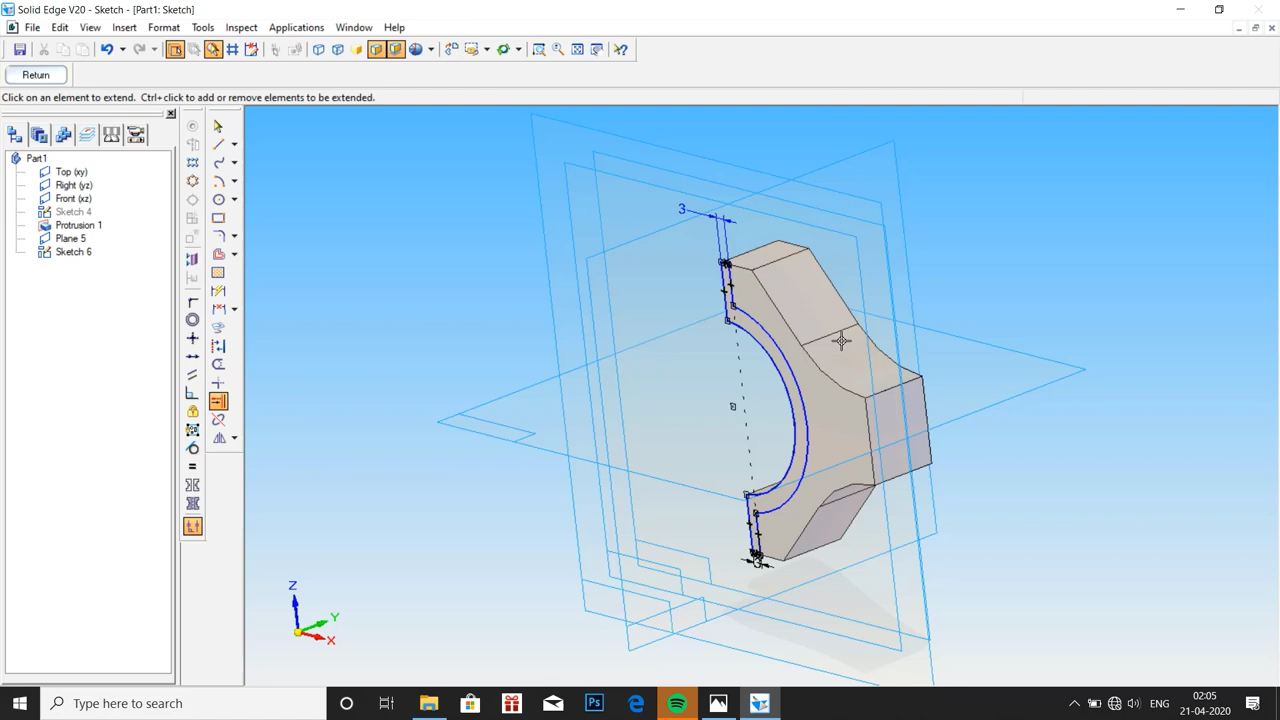 Solid Edge V20 - Sketch - [Part1: Sketch]
File Edit View Insert Format Tools Inspect Applications Window Help
Return
Click on an element to extend. Ctrl+click to add or remove elements to be extended.
Part1
Top (xy)
Right (yz)
Front (xz)
Sketch 4
Protrusion 1
Plane 5
Sketch 6
3
3
Z
Y
X
Type here to search
Ps
ENG
02:05
21-04-2020